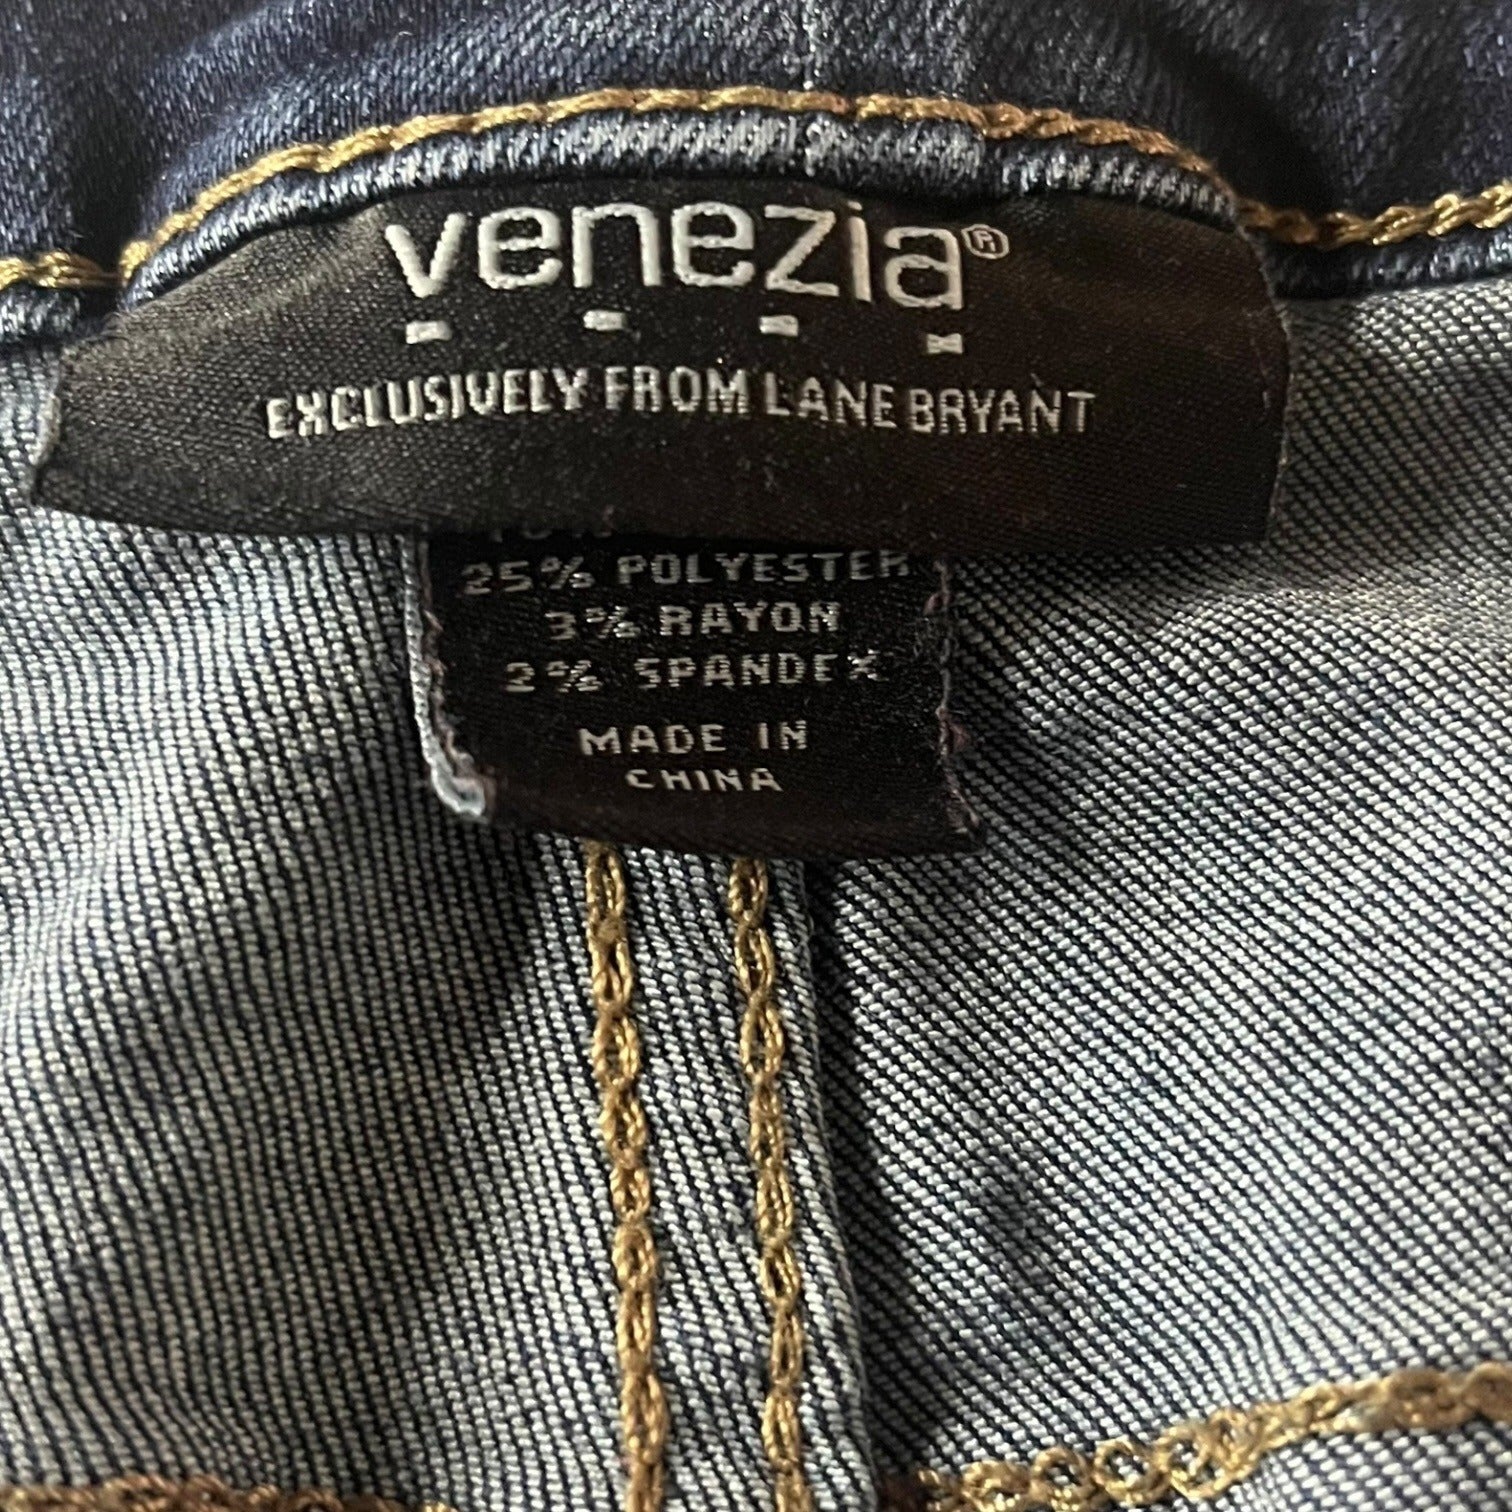 venezia®
EXCLUSIVELY FROM LANE BRYANT
25% POLYESTER
3% RAYON
2% SPANDEX
MADE IN
CHINA